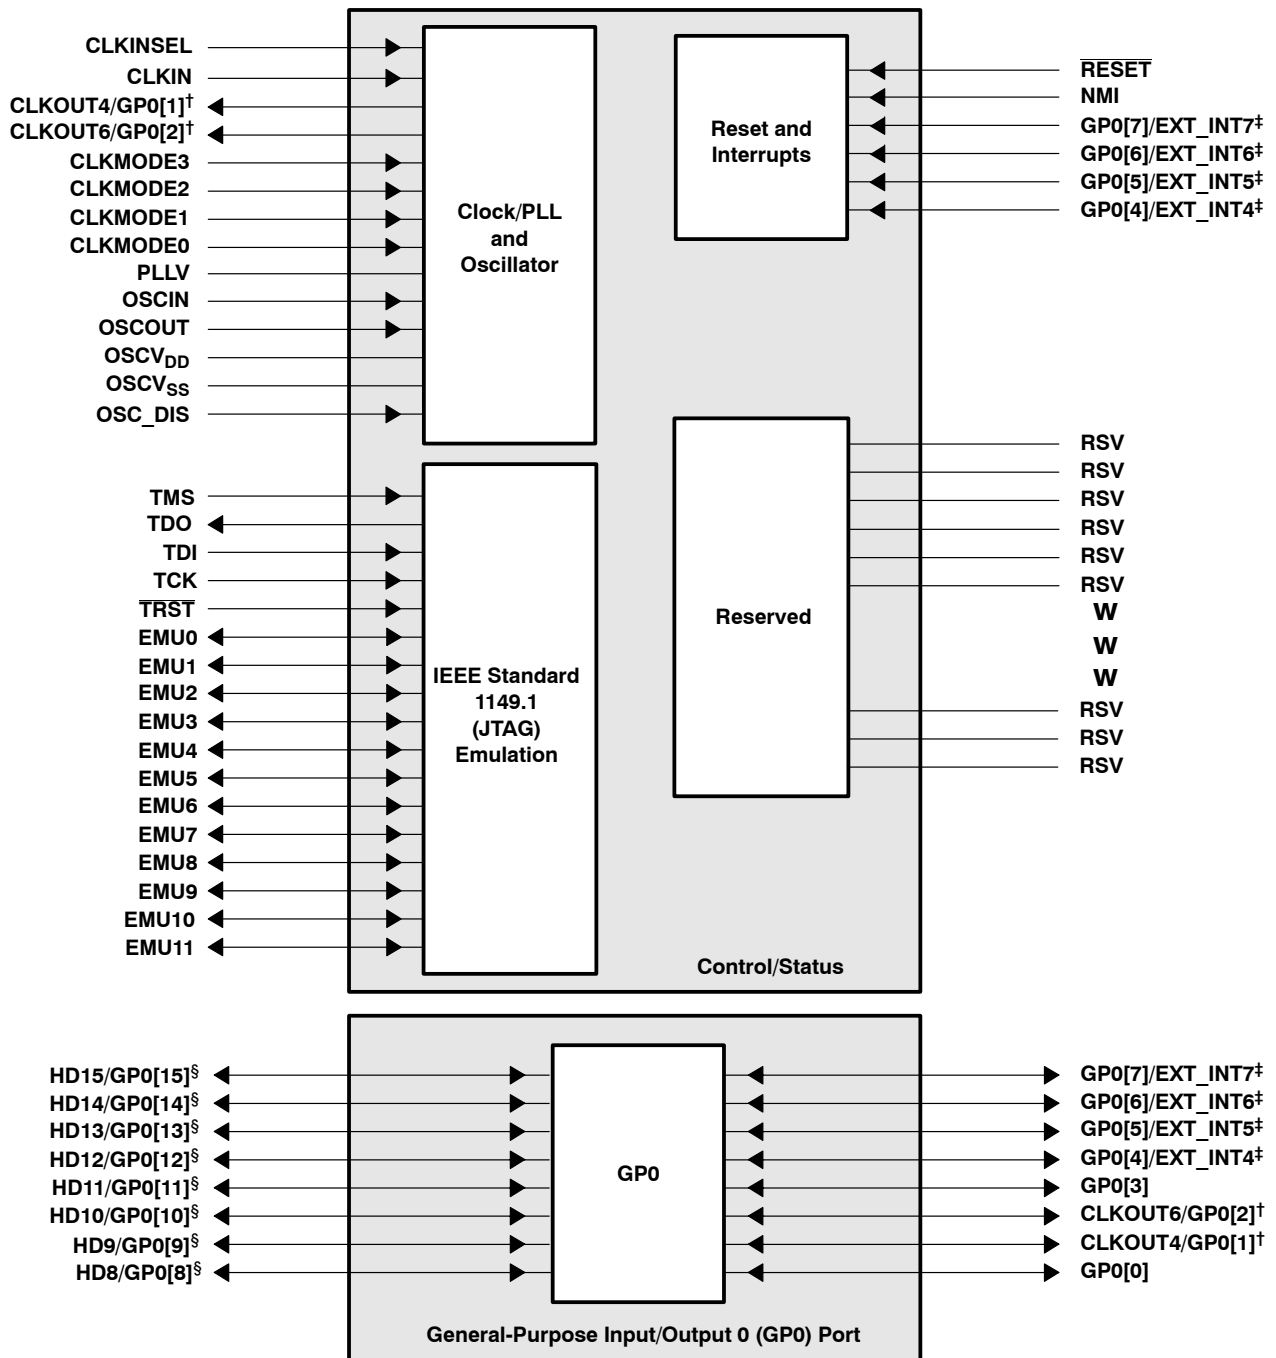 CLKINSEL
CLKIN
CLKOUT4/GP0[1]†
CLKOUT6/GP0[2]†
CLKMODE3
CLKMODE2
CLKMODE1
CLKMODE0
PLLV
OSCIN
OSCOUT
OSCVDD
OSCVSS
OSC_DIS
Clock/PLL
and
Oscillator
Reset and
Interrupts
RESET
NMI
GP0[7]/EXT_INT7‡
GP0[6]/EXT_INT6‡
GP0[5]/EXT_INT5‡
GP0[4]/EXT_INT4‡
TMS
TDO
TDI
TCK
TRST
EMU0
EMU1
EMU2
EMU3
EMU4
EMU5
EMU6
EMU7
EMU8
EMU9
EMU10
EMU11
IEEE Standard
1149.1
(JTAG)
Emulation
Reserved
RSV
RSV
RSV
RSV
RSV
RSV
W
W
W
RSV
RSV
RSV
Control/Status
HD15/GP0[15]§
HD14/GP0[14]§
HD13/GP0[13]§
HD12/GP0[12]§
HD11/GP0[11]§
HD10/GP0[10]§
HD9/GP0[9]§
HD8/GP0[8]§
GP0
GP0[7]/EXT_INT7‡
GP0[6]/EXT_INT6‡
GP0[5]/EXT_INT5‡
GP0[4]/EXT_INT4‡
GP0[3]
CLKOUT6/GP0[2]†
CLKOUT4/GP0[1]†
GP0[0]
General-Purpose Input/Output 0 (GP0) Port